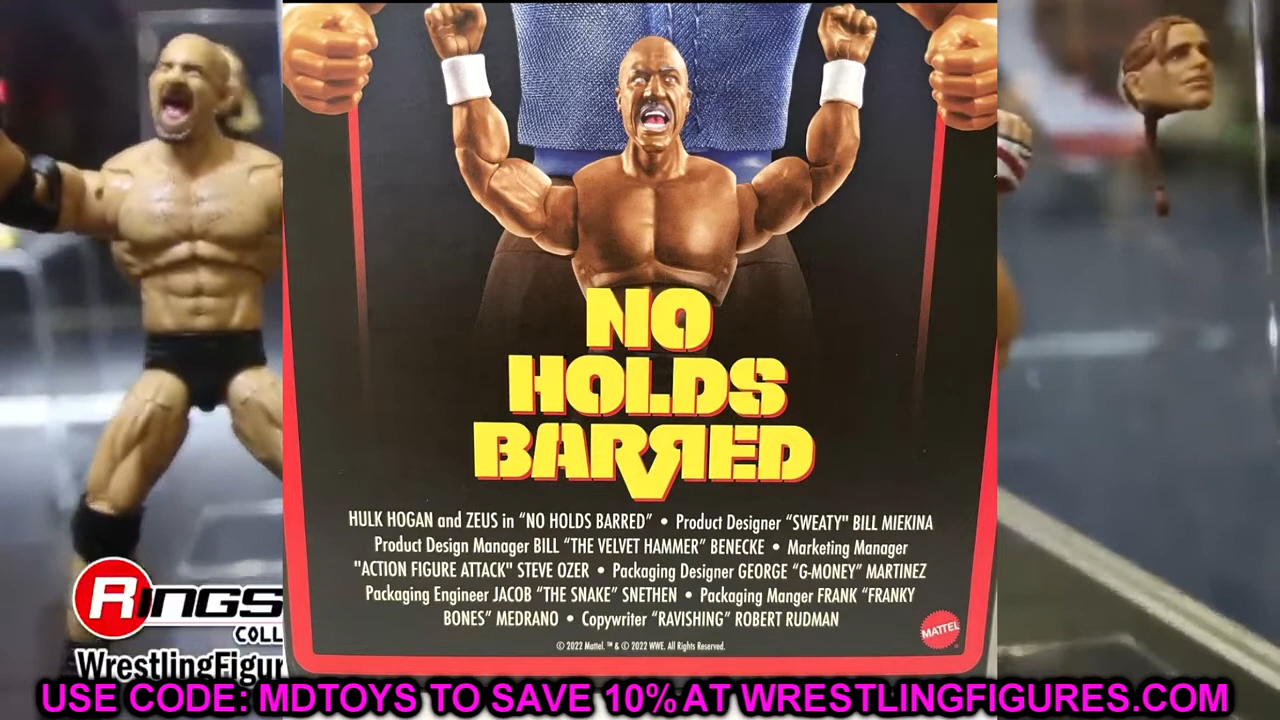 NO
HOLDS
BARRED
HULK HOGAN and ZEUS in “NO HOLDS BARRED” • Product Designer “SWEATY” BILL MIEKINA
Product Design Manager BILL “THE VELVET HAMMER” BENECKE • Marketing Manager
"ACTION FIGURE ATTACK" STEVE OZER • Packaging Designer GEORGE “G-MONEY” MARTINEZ
Packaging Engineer JACOB “THE SNAKE” SNETHEN • Packaging Manger FRANK “FRANKY
BONES” MEDRANO • Copywriter “RAVISHING” ROBERT RUDMAN
MATTEL
© 2022 Mattel. ™ & © 2022 WWE. All Rights Reserved.
RINGS
COLL
WrestlingFigur
USE CODE: MDTOYS TO SAVE 10% AT WRESTLINGFIGURES.COM